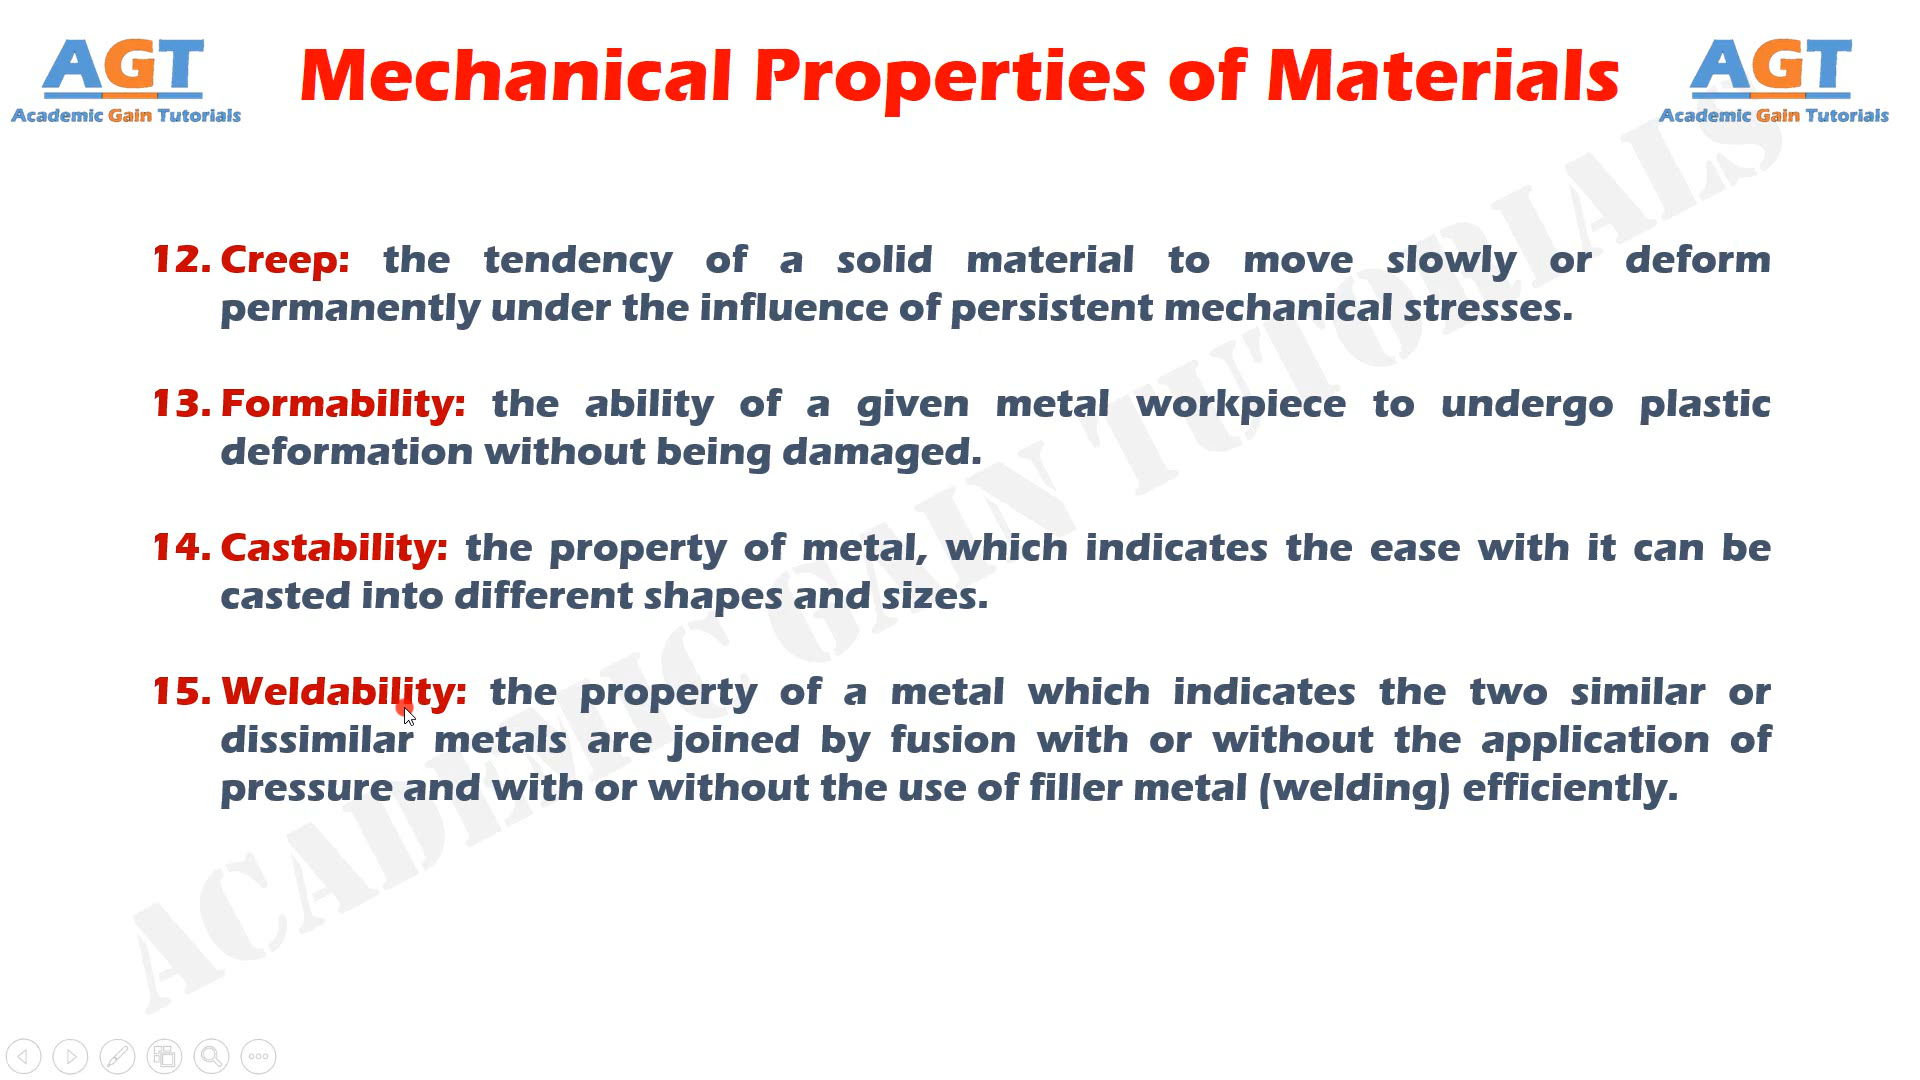 AGT
Academic Gain Tutorials
Mechanical Properties of Materials
AGT
Academic Gain Tutorials
12. Creep: the tendency of a solid material to move slowly or deform
permanently under the influence of persistent mechanical stresses.
13. Formability: the ability of a given metal workpiece to undergo plastic
deformation without being damaged.
14. Castability: the property of metal, which indicates the ease with it can be
casted into different shapes and sizes.
15. Weldability: the property of a metal which indicates the two similar or
dissimilar metals are joined by fusion with or without the application of
pressure and with or without the use of filler metal (welding) efficiently.
ACADEMIC GAIN TUTORIALS